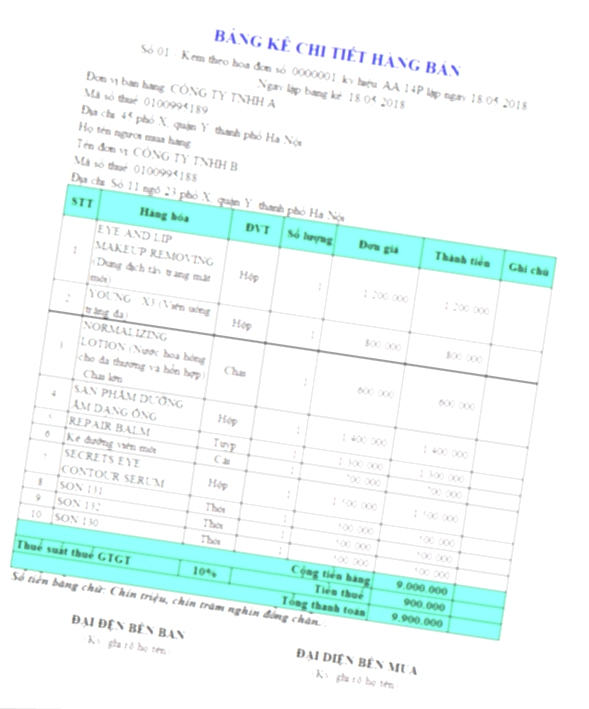 BẢNG KÊ CHI TIẾT HÀNG BÁN
Số 01 Kèm theo hóa đơn số 0000001 ký hiệu AA 14P lập ngày 18 05 2018
Ngày lập bảng kê 18 05 2018
Đơn vị bán hàng CÔNG TY TNHH A
Mã số thuế 0100995189
Địa chỉ 45 phố X, quận Y thành phố Hà Nội
Họ tên người mua hàng
Tên đơn vị CÔNG TY TNHH B
Mã số thuế 0100995188
Địa chỉ Số 11 ngõ 23 phố X, quận Y, thành phố Hà Nội
STT Hàng hóa ĐVT Số lượng Đơn giá Thành tiền Ghi chú
EYE AND LIP
MAKEUP REMOVING
(Dung dịch tẩy trang mắt
môi)
1 Hộp 1 1 200 000 1 200 000
2 YOUNG X3 (Viên uống
trắng da) Hộp 1 800 000 800 000
NORMALIZING
LOTION (Nước hoa hồng
cho da thường và hỗn hợp)
Chai lớn
3 Chai 1 600 000 600 000
4 SẢN PHẨM DƯỠNG
ẨM DẠNG ỐNG Hộp 1 1 400 000 1 400 000
5 REPAIR BALM Tuýp 1 1 300 000 1 300 000
6 Kẻ đường viền môi Cái 1 700 000 700 000
7 SECRETS EYE
CONTOUR SERUM Hộp 1 1 500 000 1 500 000
8 SON 131 Thỏi 1 500 000 500 000
9 SON 132 Thỏi 1 500 000 500 000
10 SON 130 Thỏi 1 500 000 500 000
Cộng tiền hàng 9.000.000
Thuế suất thuế GTGT 10% Tiền thuế 900.000
Tổng thanh toán 9.900.000
Số tiền bằng chữ: Chín triệu, chín trăm nghìn đồng chẵn.
ĐẠI DỆN BÊN BÁN ĐẠI DIỆN BÊN MUA
Ký ghi rõ họ tên Ký ghi rõ họ tên